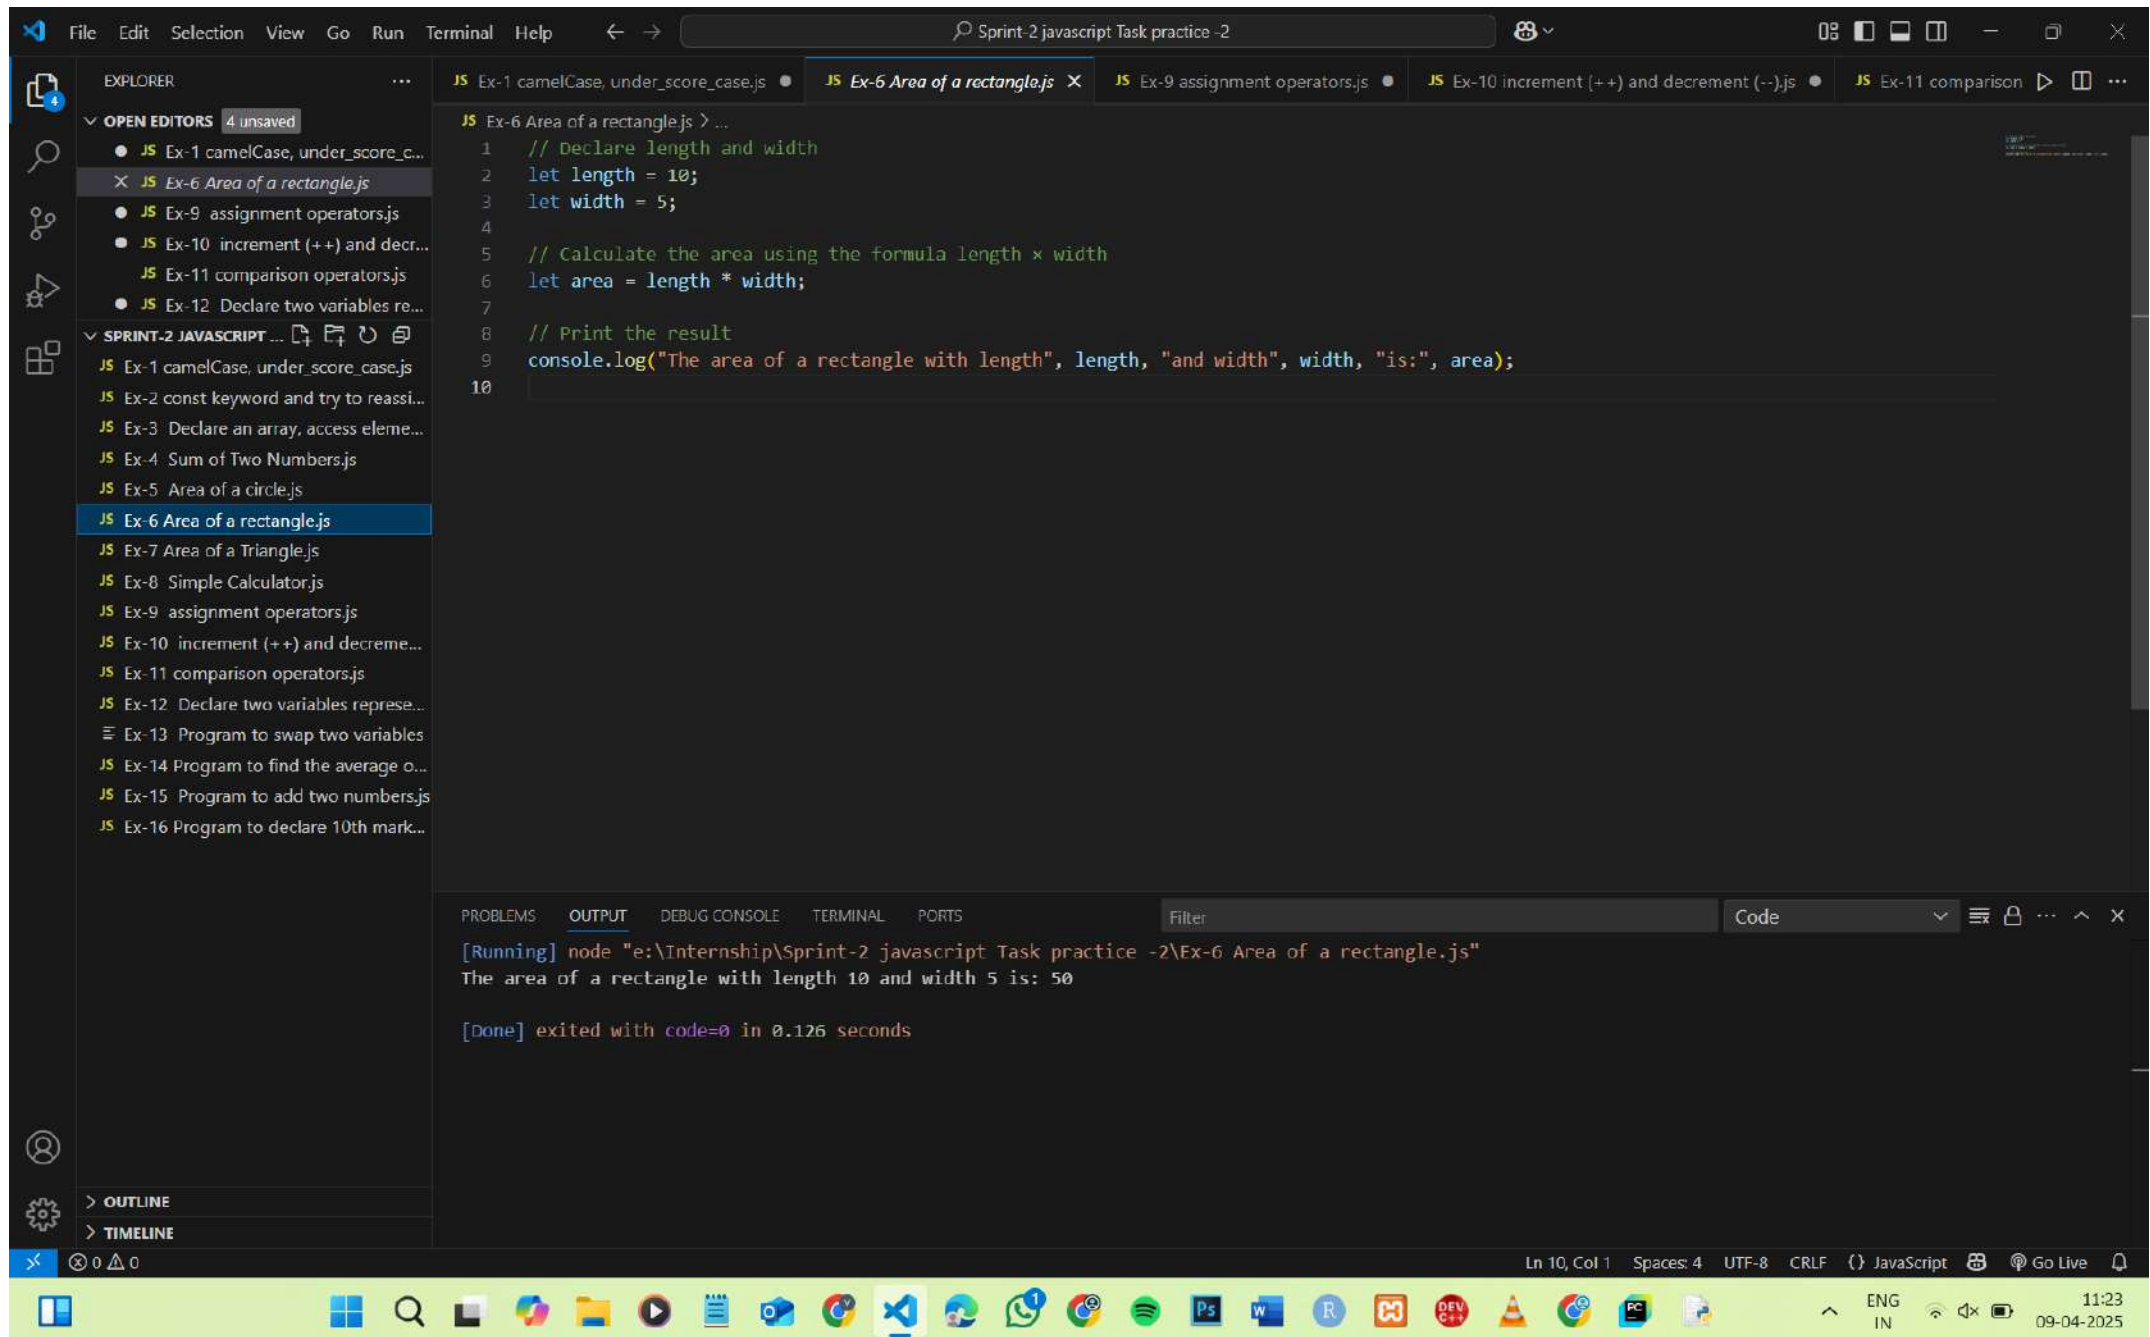 File Edit Selection View Go Run Terminal Help
Sprint-2 javascript Task practice -2
EXPLORER
OPEN EDITORS 4 unsaved
JS Ex-1 camelCase, under_score_c...
JS Ex-6 Area of a rectangle.js
JS Ex-9 assignment operators.js
JS Ex-10 increment (++) and decr...
JS Ex-11 comparison operators.js
JS Ex-12 Declare two variables re...
SPRINT-2 JAVASCRIPT ...
JS Ex-1 camelCase, under_score_case.js
JS Ex-2 const keyword and try to reassi...
JS Ex-3 Declare an array, access eleme...
JS Ex-4 Sum of Two Numbers.js
JS Ex-5 Area of a circle.js
JS Ex-6 Area of a rectangle.js
JS Ex-7 Area of a Triangle.js
JS Ex-8 Simple Calculator.js
JS Ex-9 assignment operators.js
JS Ex-10 increment (++) and decreme...
JS Ex-11 comparison operators.js
JS Ex-12 Declare two variables represe...
Ex-13 Program to swap two variables
JS Ex-14 Program to find the average o...
JS Ex-15 Program to add two numbers.js
JS Ex-16 Program to declare 10th mark...
OUTLINE
TIMELINE
JS Ex-1 camelCase, under_score_case.js JS Ex-6 Area of a rectangle.js JS Ex-9 assignment operators.js JS Ex-10 increment (++) and decrement (--).js JS Ex-11 comparison
JS Ex-6 Area of a rectangle.js > ...
1 // Declare length and width
2 let length = 10;
3 let width = 5;
4
5 // Calculate the area using the formula length × width
6 let area = length * width;
7
8 // Print the result
9 console.log("The area of a rectangle with length", length, "and width", width, "is:", area);
10
PROBLEMS OUTPUT DEBUG CONSOLE TERMINAL PORTS Filter Code
[Running] node "e:\Internship\Sprint-2 javascript Task practice -2\Ex-6 Area of a rectangle.js"
The area of a rectangle with length 10 and width 5 is: 50
[Done] exited with code=0 in 0.126 seconds
0 0 Ln 10, Col 1 Spaces: 4 UTF-8 CRLF {} JavaScript Go Live
4
1
Ps
W
R
DEV C++
PC
ENG
IN
11:23
09-04-2025